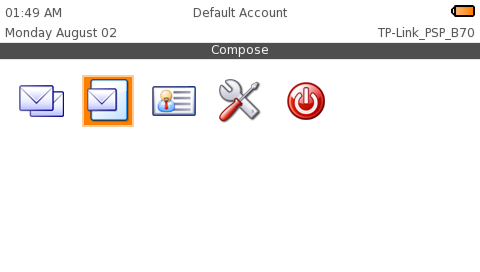 01:49 AM
Default Account
Monday August 02
TP-Link_PSP_B70
Compose